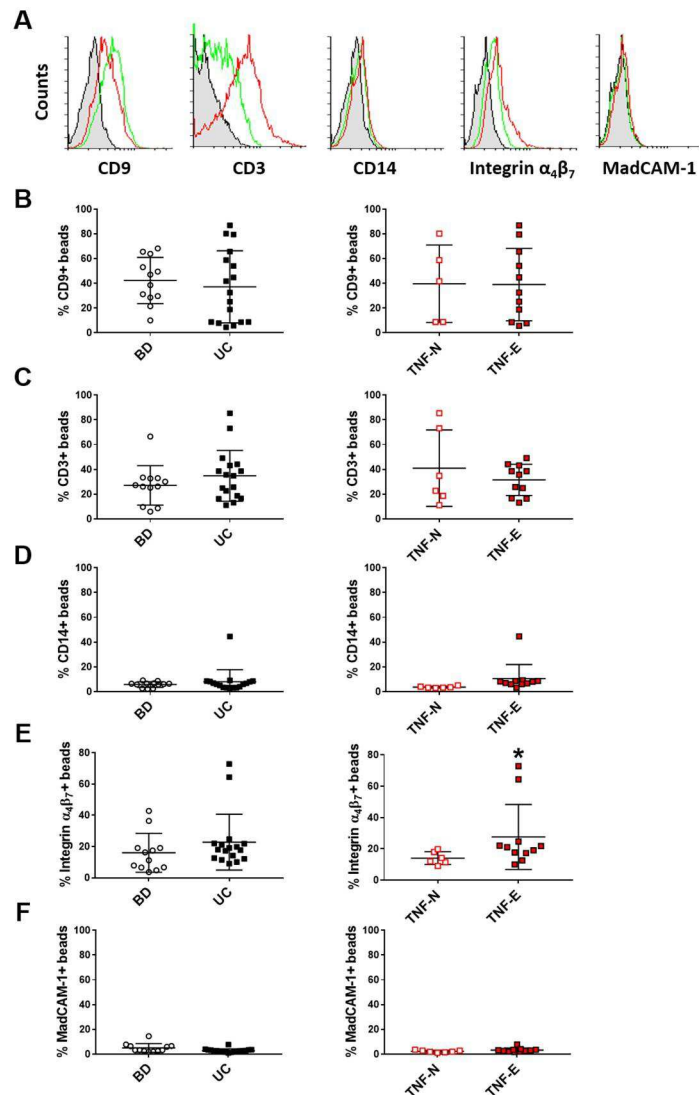 A
Counts
CD9 CD3 CD14 Integrin α4β7 MadCAM-1
B
% CD9+ beads
100
80
60
40
20
0
BD UC
% CD9+ beads
100
80
60
40
20
0
TNF-N TNF-E
C
% CD3+ beads
100
80
60
40
20
0
BD UC
% CD3+ beads
100
80
60
40
20
0
TNF-N TNF-E
D
% CD14+ beads
100
80
60
40
20
0
BD UC
% CD14+ beads
100
80
60
40
20
0
TNF-N TNF-E
E
% Integrin α4β7+ beads
80
60
40
20
0
BD UC
% Integrin α4β7+ beads
80
60
40
20
0
*
TNF-N TNF-E
F
% MadCAM-1+ beads
100
80
60
40
20
0
BD UC
% MadCAM-1+ beads
100
80
60
40
20
0
TNF-N TNF-E